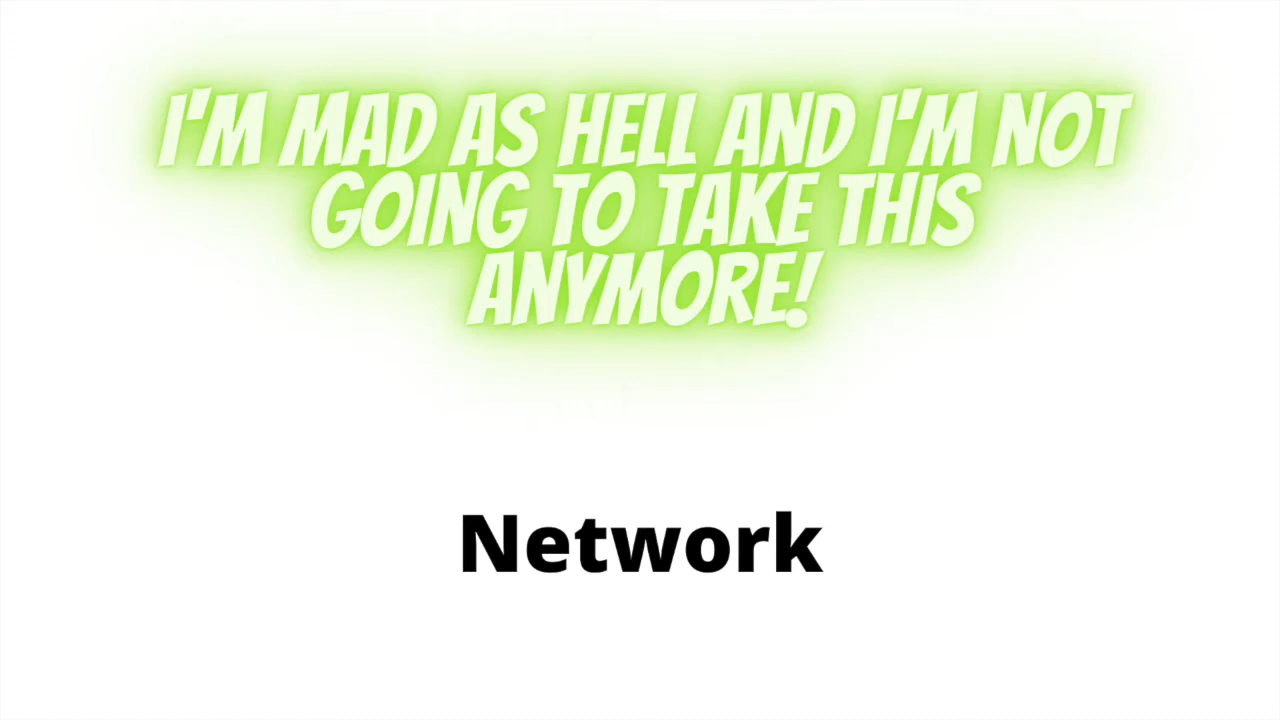 I'M MAD AS HELL AND I'M NOT
GOING TO TAKE THIS
ANYMORE!
Network